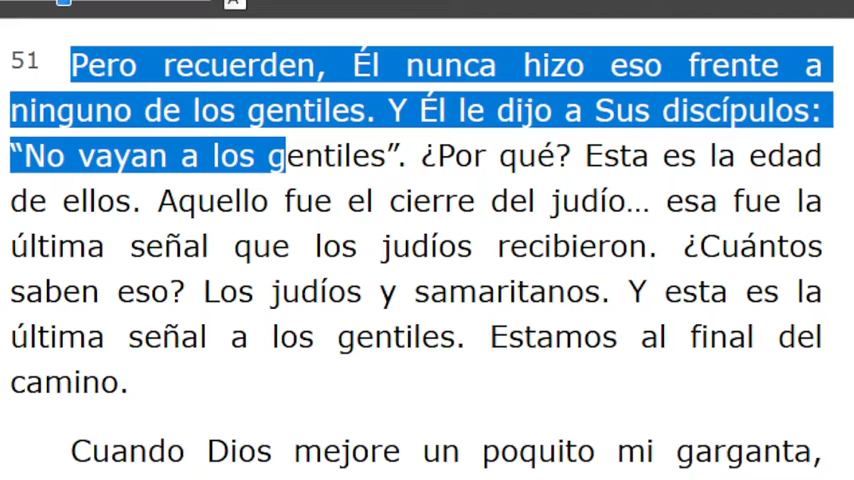 51 Pero recuerden, Él nunca hizo eso frente a
ninguno de los gentiles. Y Él le dijo a Sus discípulos:
“No vayan a los gentiles”. ¿Por qué? Esta es la edad
de ellos. Aquello fue el cierre del judío… esa fue la
última señal que los judíos recibieron. ¿Cuántos
saben eso? Los judíos y samaritanos. Y esta es la
última señal a los gentiles. Estamos al final del
camino.
Cuando Dios mejore un poquito mi garganta,